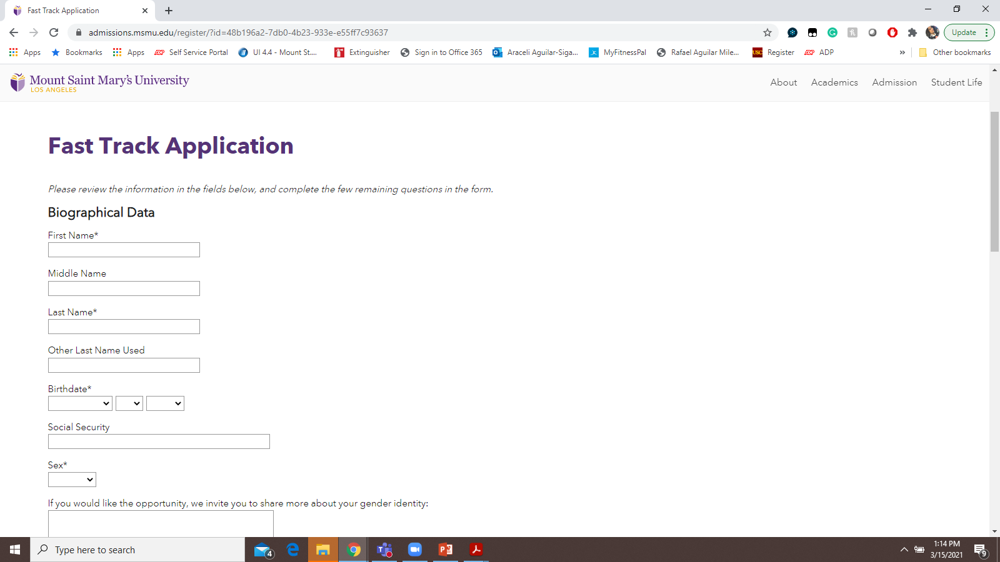 Fast Track Application
admissions.msmu.edu/register/?id=48b196a2-7db0-4b23-933e-e55ff7c93637
Update
Apps Bookmarks Apps Self Service Portal UI 4.4 - Mount St.... Extinguisher Sign in to Office 365 Araceli Aguilar-Siga... MyFitnessPal Rafael Aguilar Mile... USC Register ADP » Other bookmarks
Mount Saint Mary's University
LOS ANGELES
About Academics Admission Student Life
Fast Track Application
Please review the information in the fields below, and complete the few remaining questions in the form.
Biographical Data
First Name*
Middle Name
Last Name*
Other Last Name Used
Birthdate*
Social Security
Sex*
If you would like the opportunity, we invite you to share more about your gender identity:
Type here to search
4
1:14 PM
3/15/2021
9